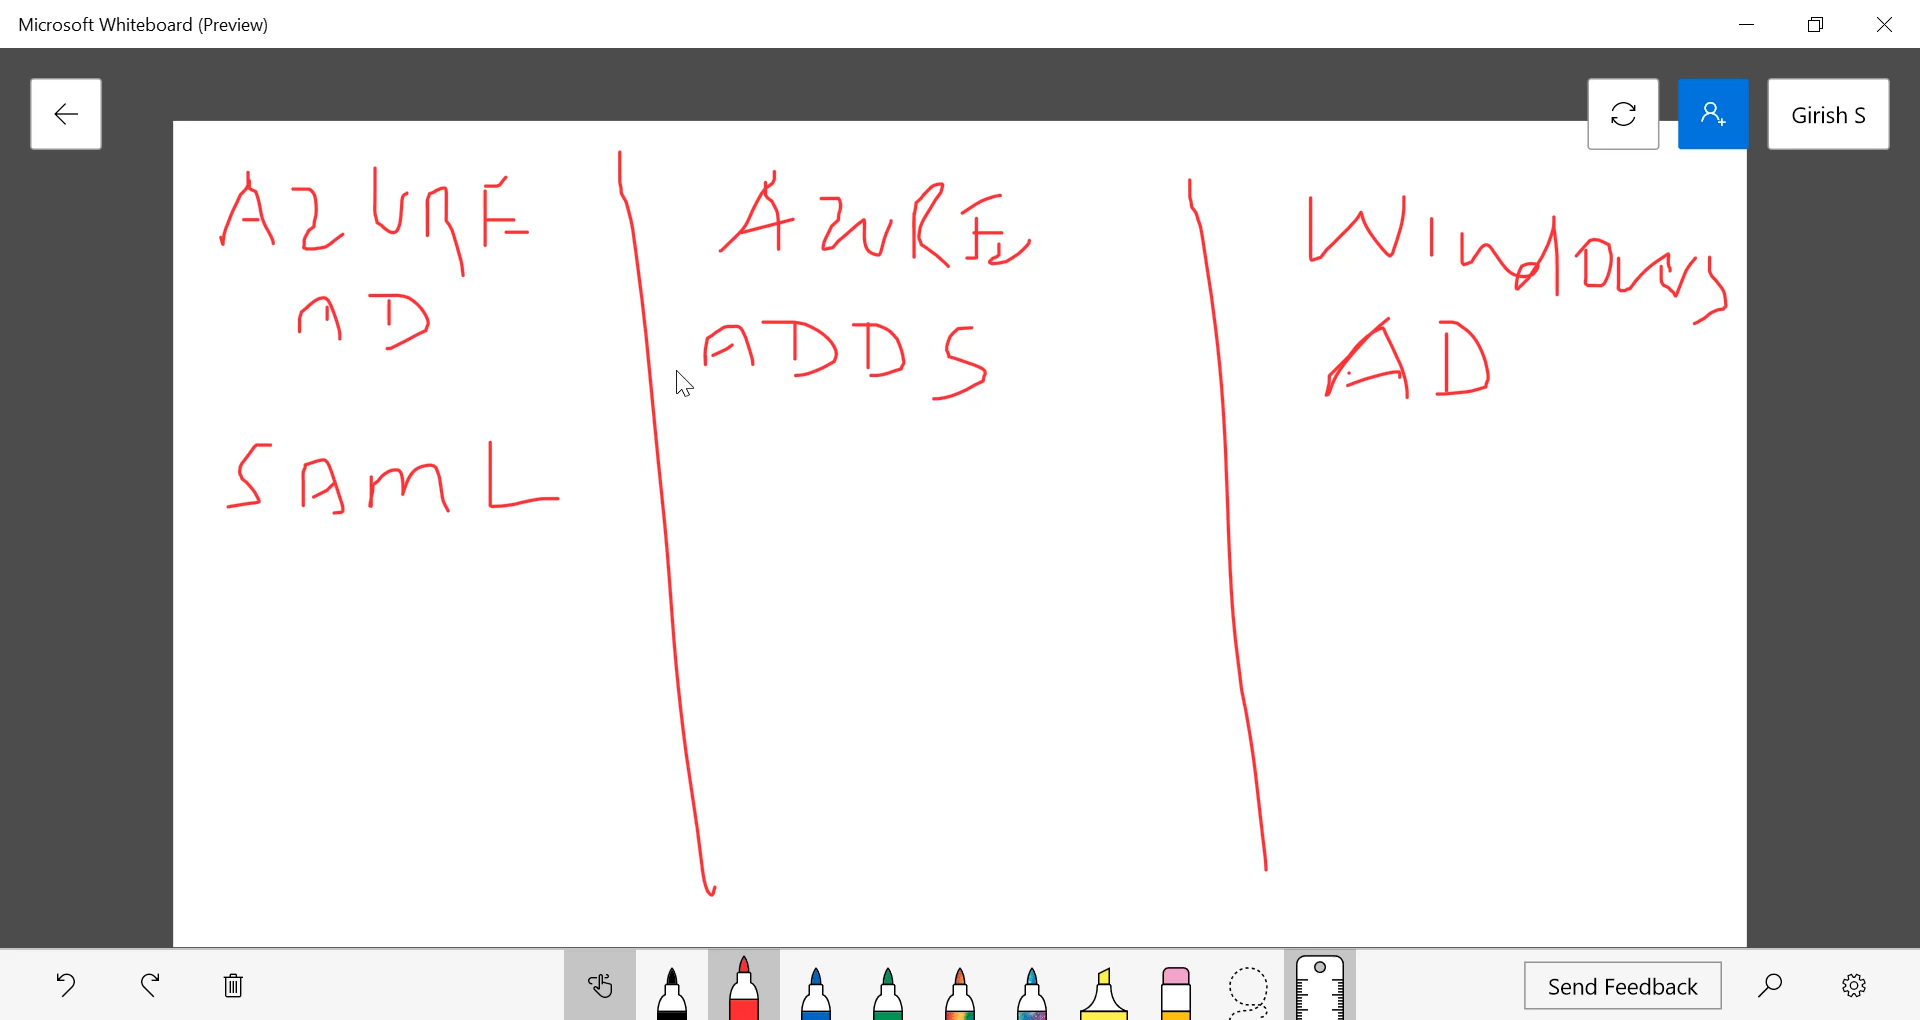 Microsoft Whiteboard (Preview)
Girish S
AZURE
AD
SAML
AZURE
ADDS
Windows
AD
Send Feedback